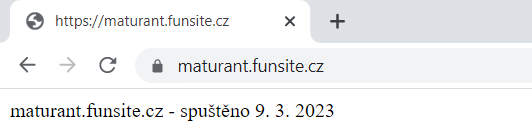 https://maturant.funsite.cz
maturant.funsite.cz
maturant.funsite.cz - spuštěno 9. 3. 2023